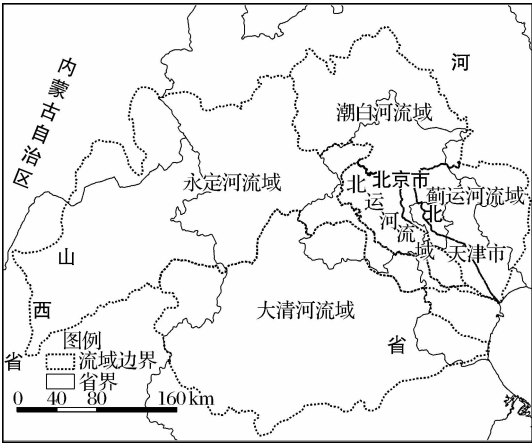 内蒙古自治区
河
潮白河流域
永定河流域
北京市
北运河流域
蓟运河流域
北
天津市
山
西
省
大清河流域
省
图例
流域边界
省界
0 40 80 160 km